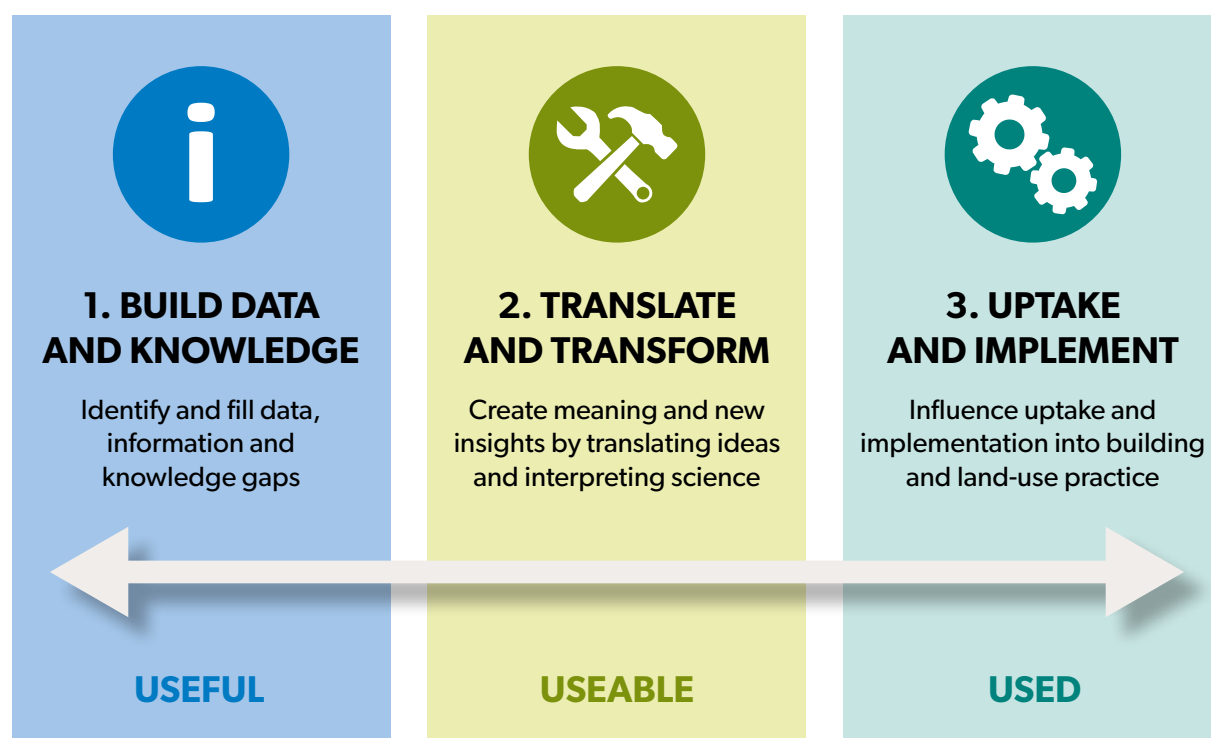 1. BUILD DATA
AND KNOWLEDGE
Identify and fill data,
information and
knowledge gaps
USEFUL
2. TRANSLATE
AND TRANSFORM
Create meaning and new
insights by translating ideas
and interpreting science
USEABLE
3. UPTAKE
AND IMPLEMENT
Influence uptake and
implementation into building
and land-use practice
USED